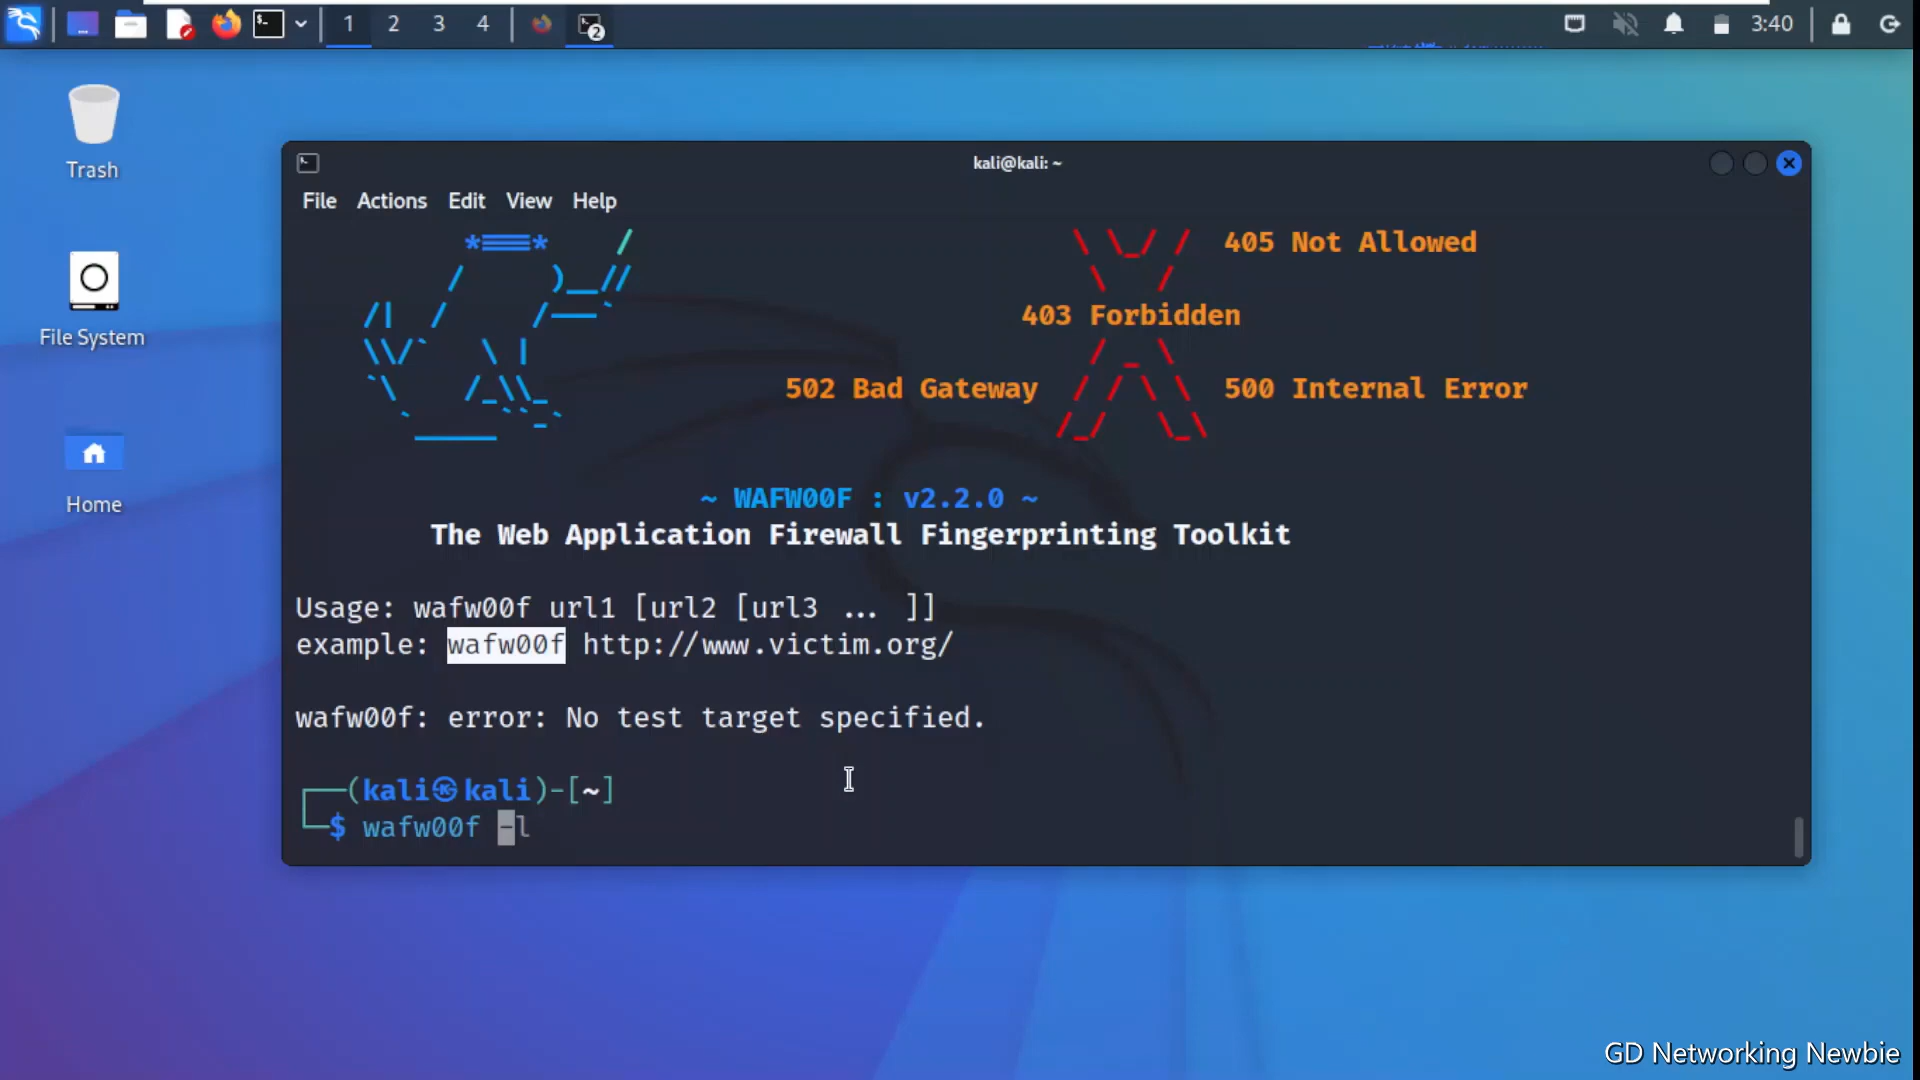 1 2 3 4 2 3:40
Trash
File System
Home
kali@kali: ~
File Actions Edit View Help
405 Not Allowed
403 Forbidden
502 Bad Gateway 500 Internal Error
~ WAFW00F : v2.2.0 ~
The Web Application Firewall Fingerprinting Toolkit
Usage: wafw00f url1 [url2 [url3 ... ]]
example: wafw00f http://www.victim.org/
wafw00f: error: No test target specified.
┌──(kali㉿kali)-[~]
└─$ wafw00f -l
GD Networking Newbie